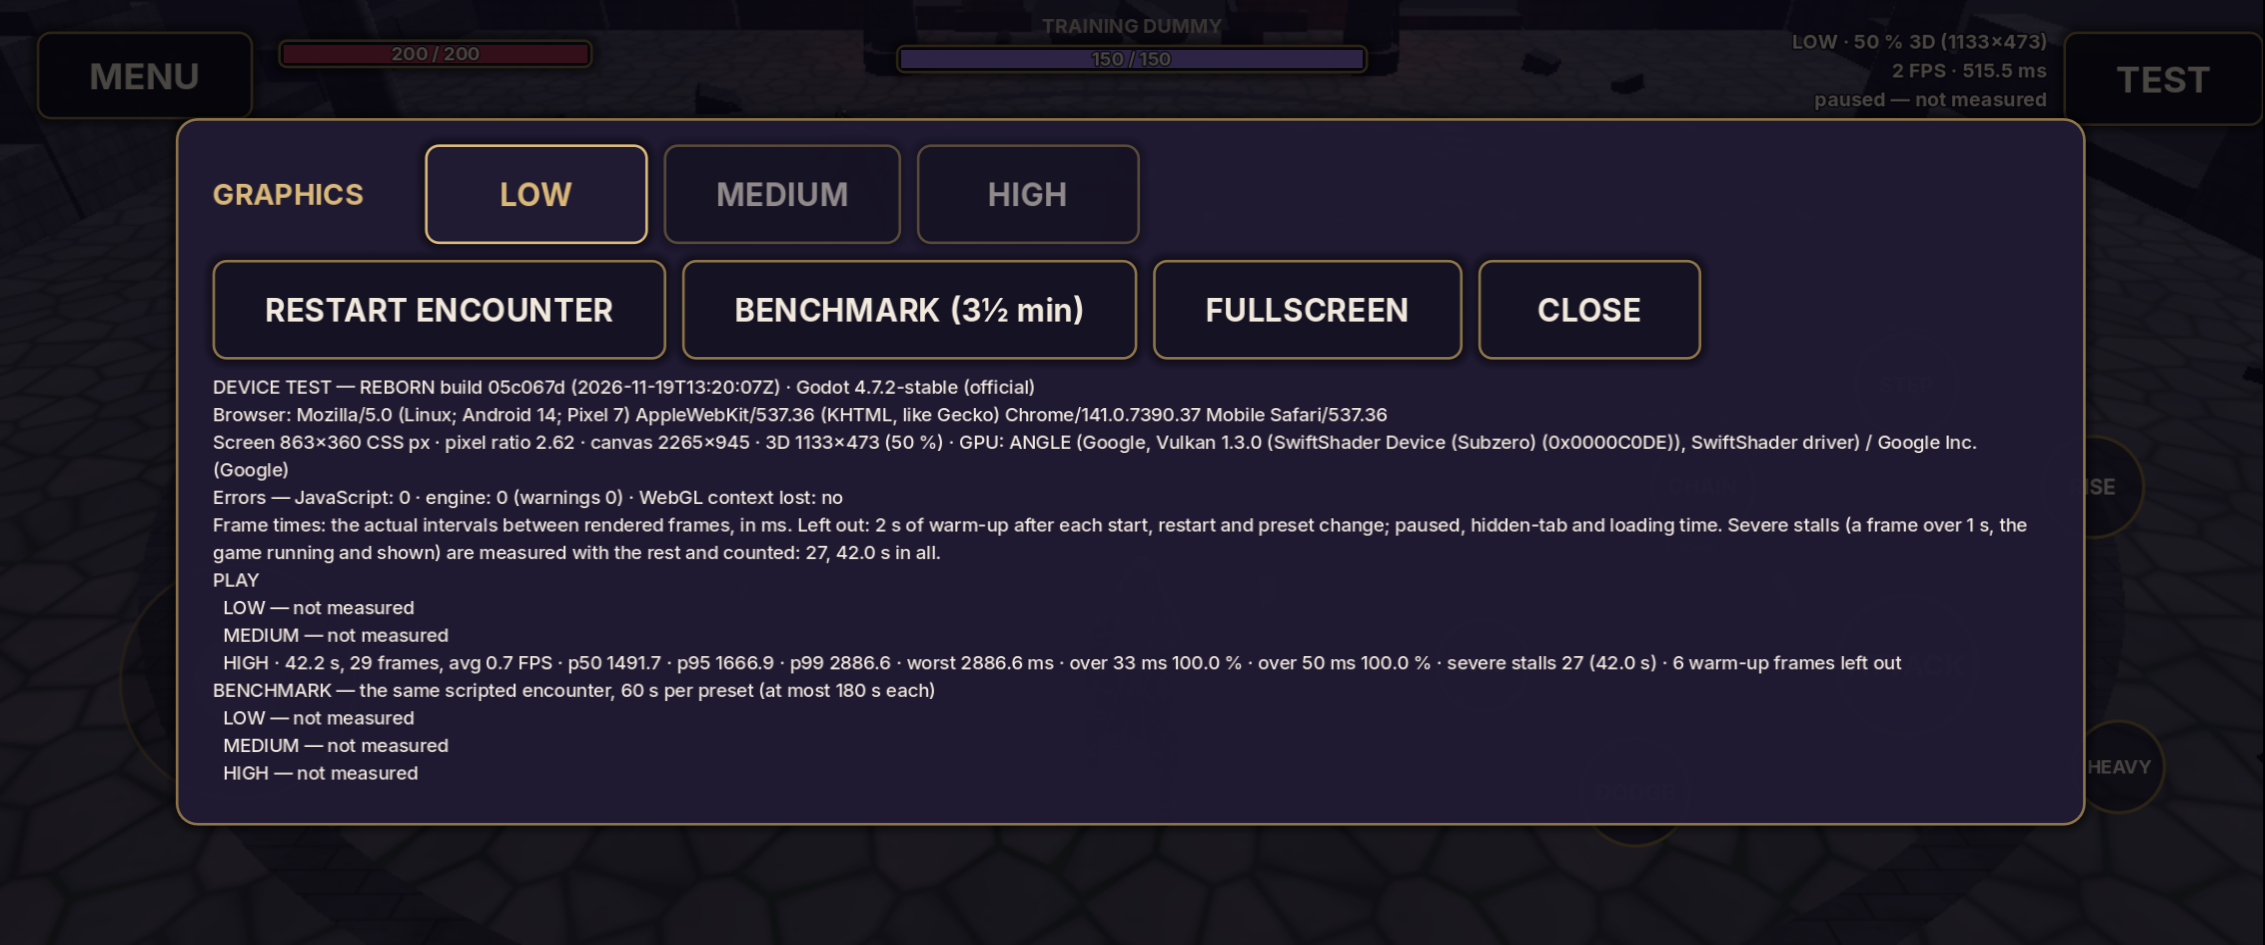 TRAINING DUMMY
MENU
200 / 200
150 / 150
LOW · 50 % 3D (1133×473)
2 FPS · 515.5 ms
paused — not measured
TEST
GRAPHICS
LOW
MEDIUM
HIGH
RESTART ENCOUNTER
BENCHMARK (3½ min)
FULLSCREEN
CLOSE
DEVICE TEST — REBORN build 05c067d (2026-11-19T13:20:07Z) · Godot 4.7.2-stable (official)
Browser: Mozilla/5.0 (Linux; Android 14; Pixel 7) AppleWebKit/537.36 (KHTML, like Gecko) Chrome/141.0.7390.37 Mobile Safari/537.36
Screen 863×360 CSS px · pixel ratio 2.62 · canvas 2265×945 · 3D 1133×473 (50 %) · GPU: ANGLE (Google, Vulkan 1.3.0 (SwiftShader Device (Subzero) (0x0000C0DE)), SwiftShader driver) / Google Inc.
(Google)
Errors — JavaScript: 0 · engine: 0 (warnings 0) · WebGL context lost: no
Frame times: the actual intervals between rendered frames, in ms. Left out: 2 s of warm-up after each start, restart and preset change; paused, hidden-tab and loading time. Severe stalls (a frame over 1 s, the
game running and shown) are measured with the rest and counted: 27, 42.0 s in all.
PLAY
LOW — not measured
MEDIUM — not measured
HIGH · 42.2 s, 29 frames, avg 0.7 FPS · p50 1491.7 · p95 1666.9 · p99 2886.6 · worst 2886.6 ms · over 33 ms 100.0 % · over 50 ms 100.0 % · severe stalls 27 (42.0 s) · 6 warm-up frames left out
BENCHMARK — the same scripted encounter, 60 s per preset (at most 180 s each)
LOW — not measured
MEDIUM — not measured
HIGH — not measured
HEAVY